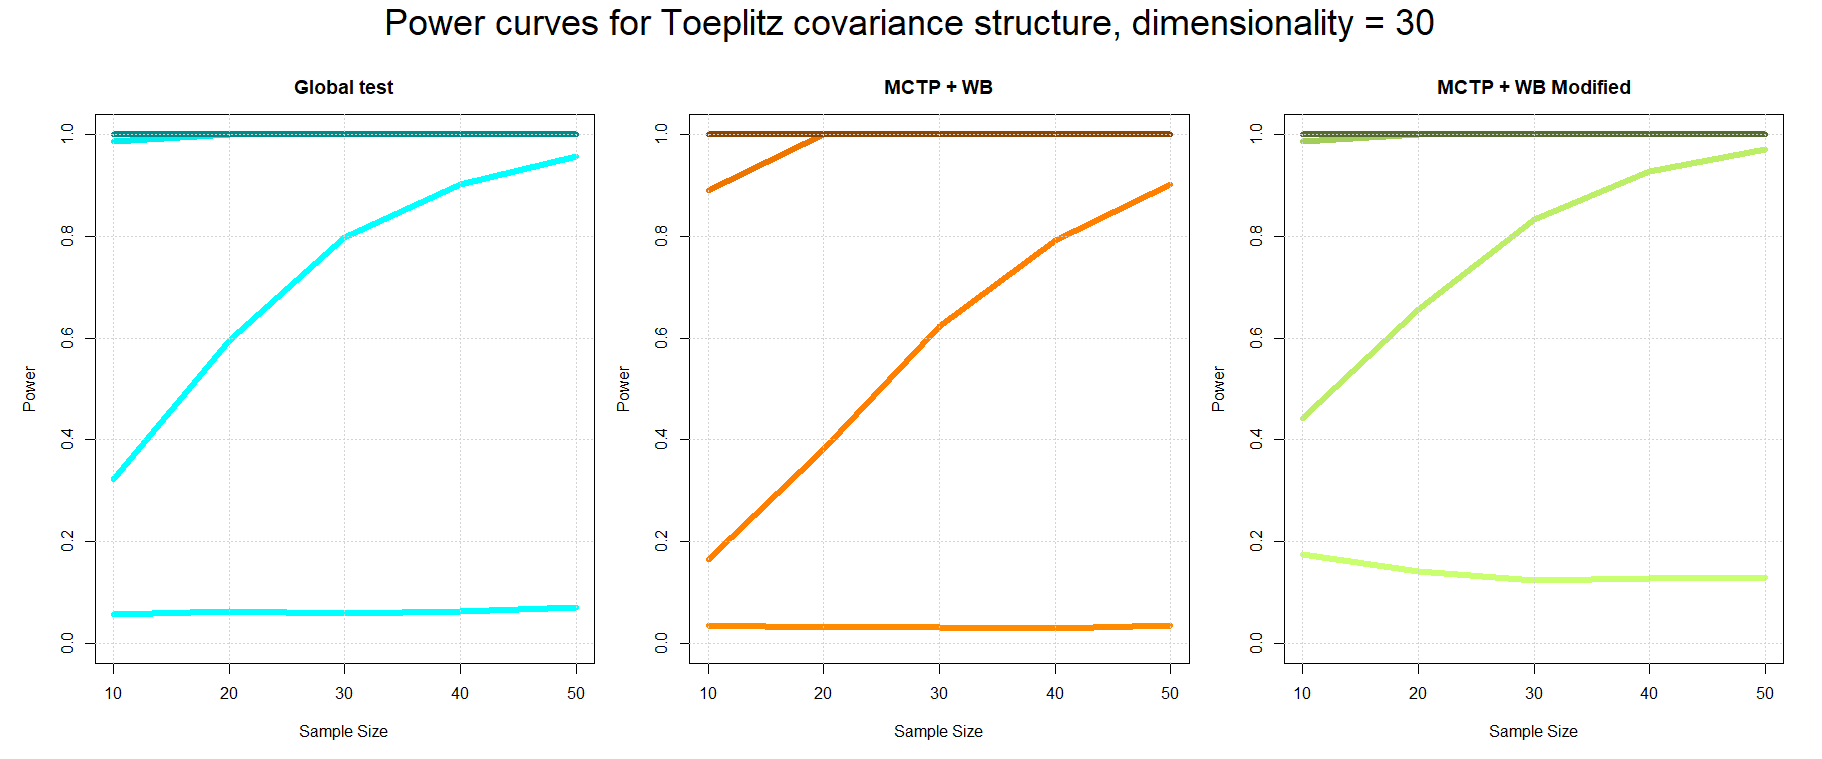 Power curves for Toeplitz covariance structure, dimensionality = 30
Global test
Power
1.0
0.8
0.6
0.4
0.2
0.0
10 20 30 40 50
Sample Size
MCTP + WB
Power
1.0
0.8
0.6
0.4
0.2
0.0
10 20 30 40 50
Sample Size
MCTP + WB Modified
Power
1.0
0.8
0.6
0.4
0.2
0.0
10 20 30 40 50
Sample Size